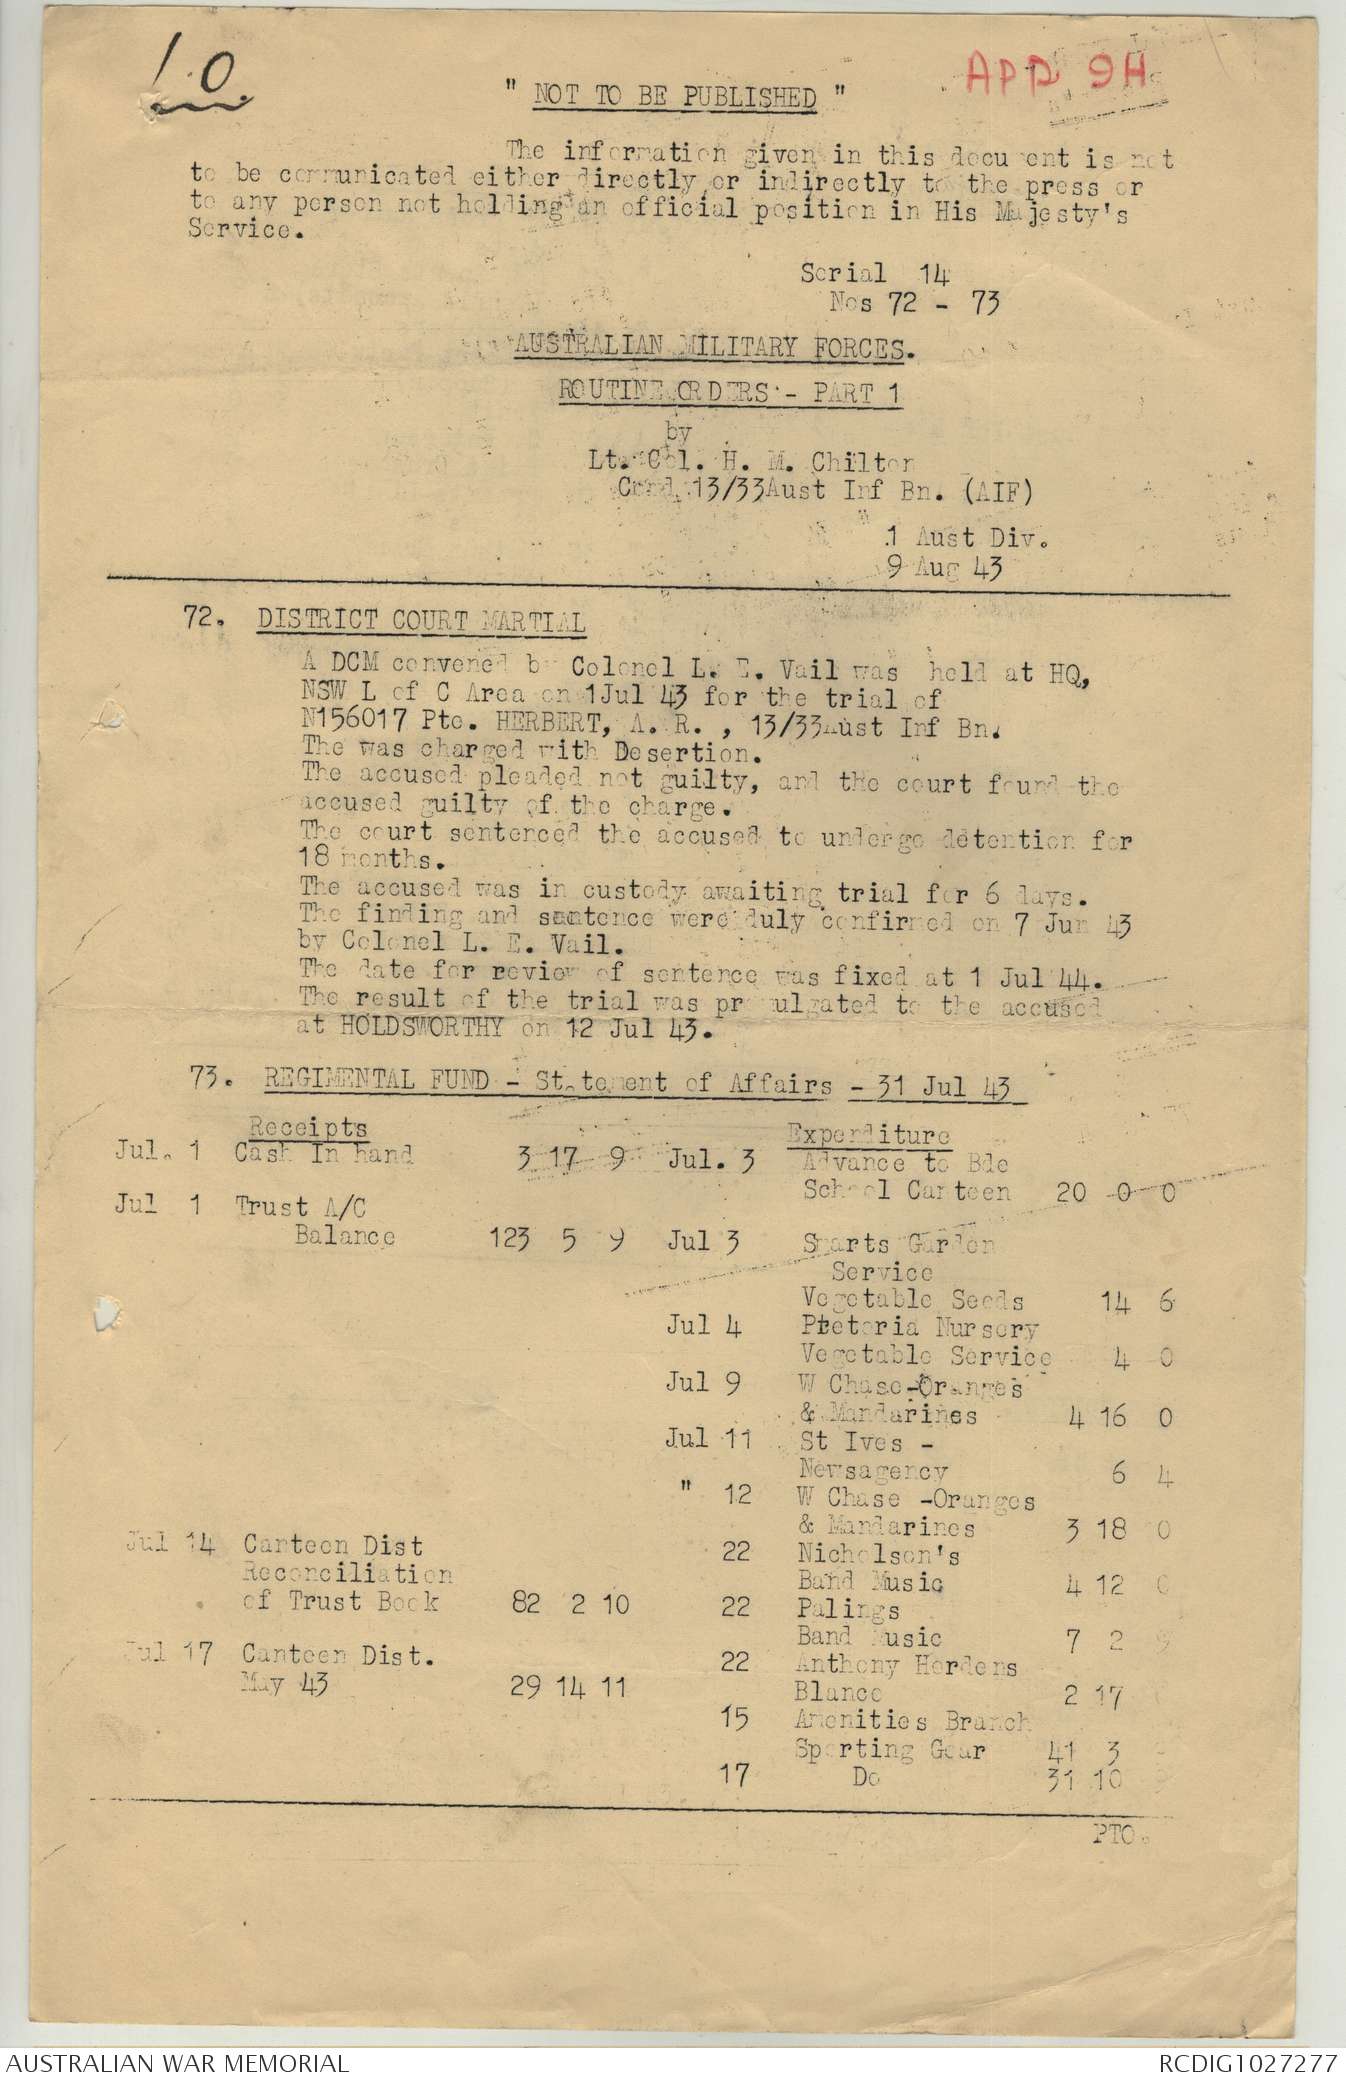 1.0
APP 9H
" NOT TO BE PUBLISHED "
The information given in this document is not
to be communicated either directly or indirectly to the press or
to any person not holding an official position in His Majesty's
Service.
Serial 14
Nos 72 - 73
AUSTRALIAN MILITARY FORCES.
ROUTINE ORDERS - PART 1
by
Lt. Col. H. M. Chilton
Cmnd. 13/33 Aust Inf Bn. (AIF)
1 Aust Div.
9 Aug 43
72. DISTRICT COURT MARTIAL
A DCM convened by Colonel L. E. Vail was held at HQ,
NSW L of C Area on 1 Jul 43 for the trial of
N156017 Pte. HERBERT, A. R. , 13/33 Aust Inf Bn.
The was charged with Desertion.
The accused pleaded not guilty, and the court found the
accused guilty of the charge.
The court sentenced the accused to undergo detention for
18 months.
The accused was in custody awaiting trial for 6 days.
The finding and sentence were duly confirmed on 7 Jun 43
by Colonel L. E. Vail.
The date for review of sentence was fixed at 1 Jul 44.
The result of the trial was promulgated to the accused
at HOLDSWORTHY on 12 Jul 43.
73. REGIMENTAL FUND - Statement of Affairs - 31 Jul 43
Receipts Expenditure
Jul. 1 Cash In hand 3 17 9 Jul. 3 Advance to Bde
School Canteen 20 0 0
Jul 1 Trust A/C
Balance 123 5 9 Jul 3 Smarts Garden
Service
Vegetable Seeds 14 6
Jul 4 Pretoria Nursery
Vegetable Service 4 0
Jul 9 W Chase-Oranges
& Mandarines 4 16 0
Jul 11 St Ives -
Newsagency 6 4
" 12 W Chase -Oranges
& Mandarines 3 18 0
Jul 14 Canteen Dist 22 Nicholson's
Reconciliation Band Music 4 12 0
of Trust Book 82 2 10 22 Palings
Band Music 7 2 9
Jul 17 Canteen Dist. 22 Anthony Hordens
May 43 29 14 11 Blance 2 17
15 Amenities Branch
Sporting Gear 41 3
17 Do 31 10
PTO.
AUSTRALIAN WAR MEMORIAL RCDIG1027277